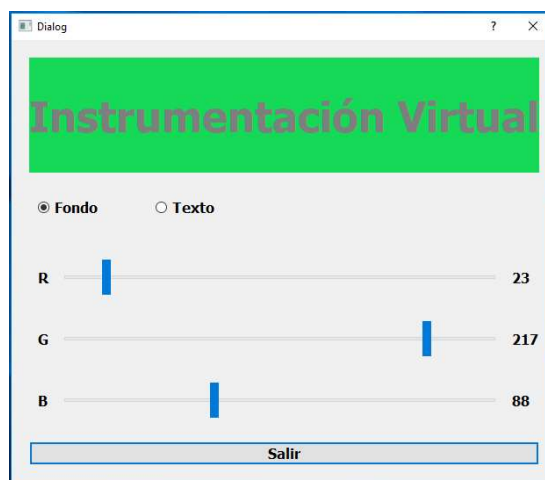 Dialog ?
Instrumentación Virtual
Fondo Texto
R 23
G 217
B 88
Salir